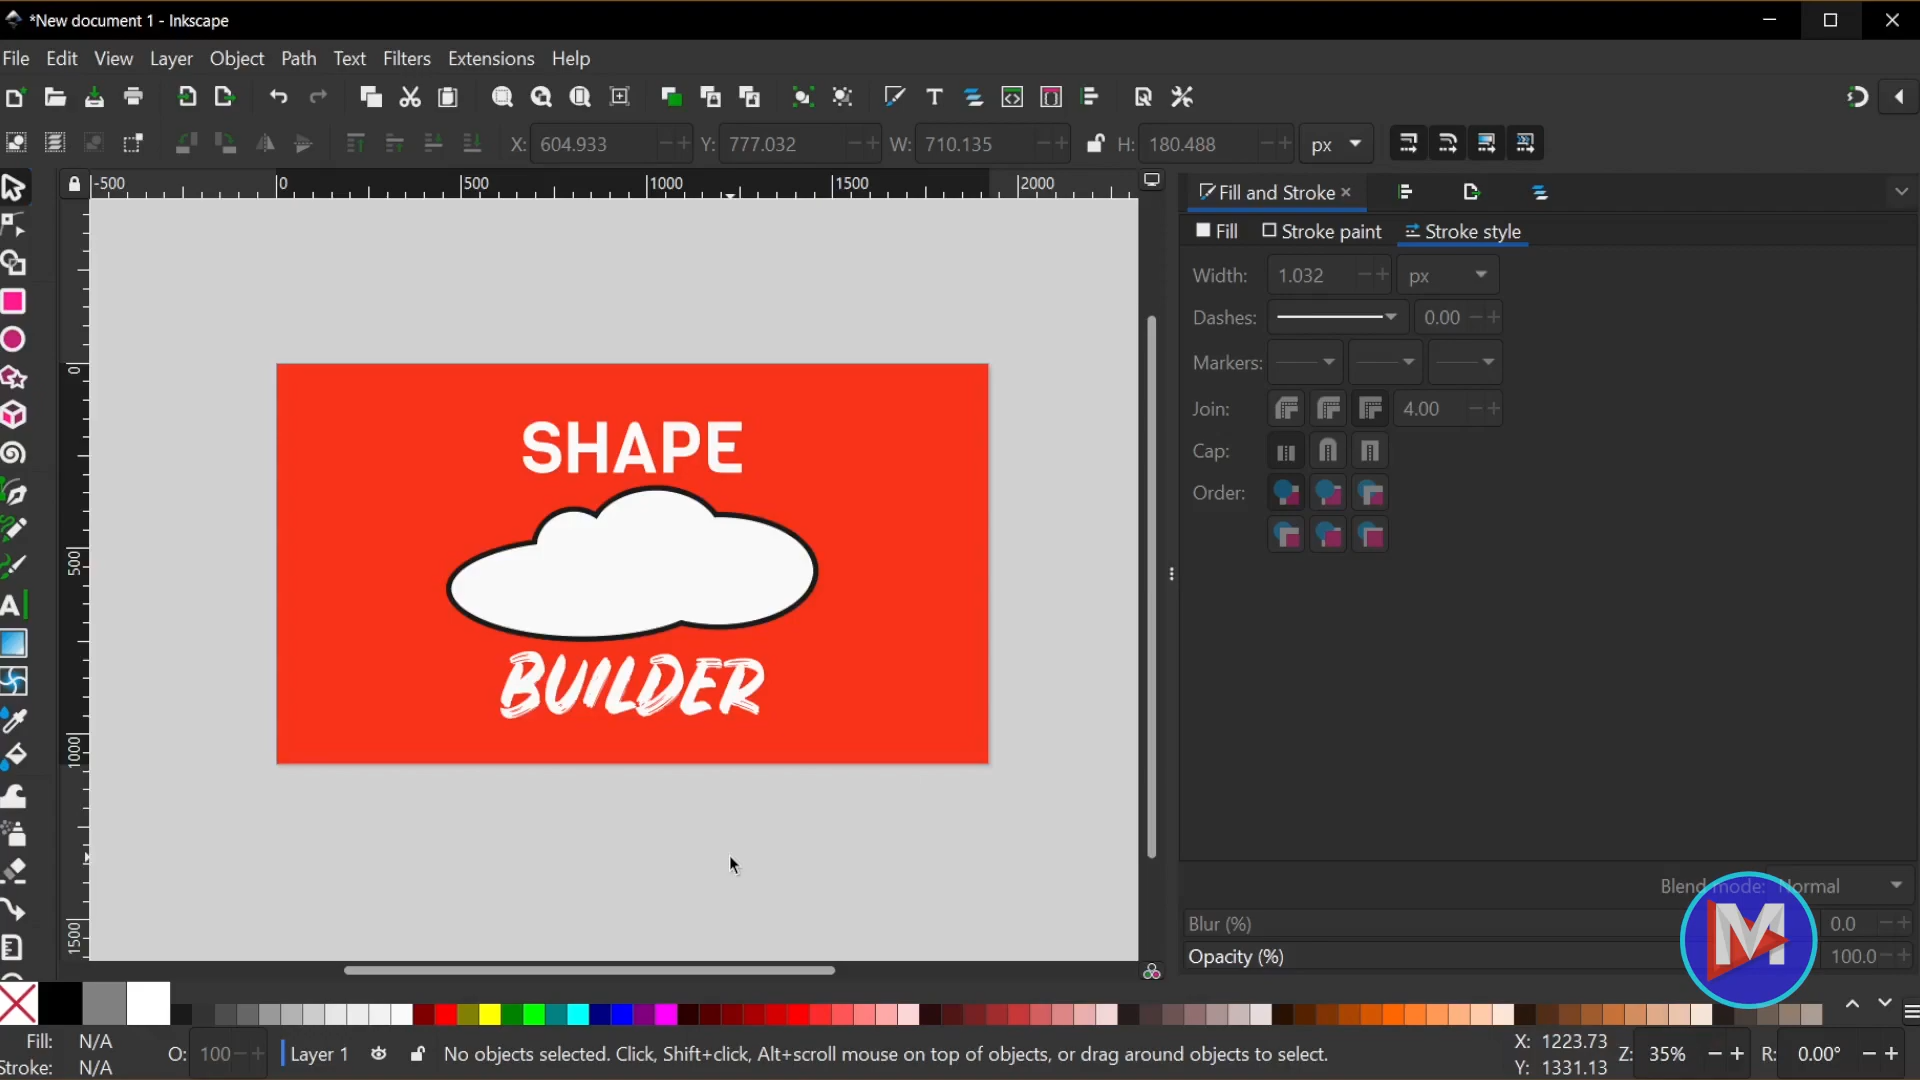 *New document 1 - Inkscape
File Edit View Layer Object Path Text Filters Extensions Help
X: 604.933 Y: 777.032 W: 710.135 H: 180.488 px
-500 0 500 1000 1500 2000
Fill and Stroke
Fill Stroke paint Stroke style
Width: 1.032 px
Dashes: 0.00
Markers:
Join: 4.00
Cap:
Order:
0
500
1000
1500
SHAPE
BUILDER
Blend mode: Normal
Blur (%) 0.0
Opacity (%) 100.0
M
Fill: N/A
Stroke: N/A
O: 100
Layer 1
No objects selected. Click, Shift+click, Alt+scroll mouse on top of objects, or drag around objects to select.
X: 1223.73
Y: 1331.13
Z: 35%
R: 0.00°